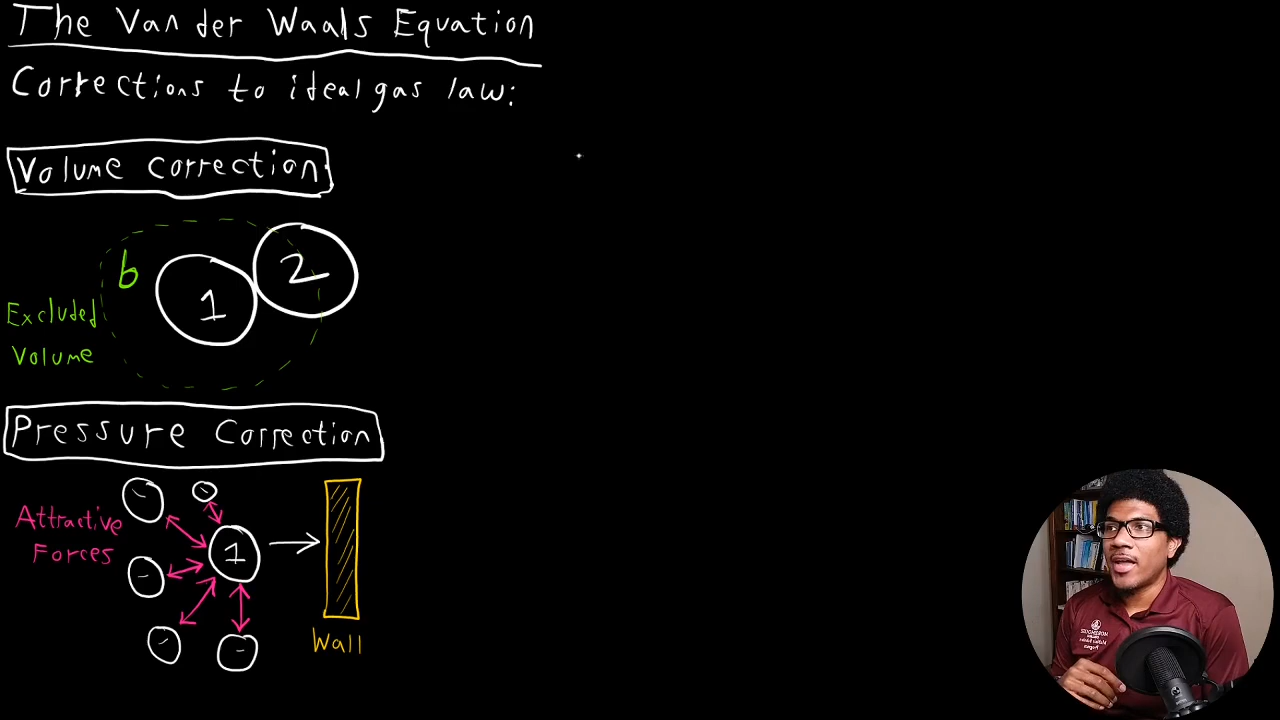 The Van der Waals Equation
Corrections to ideal gas law:
Volume correction
b
1
2
Excluded
Volume
Pressure Correction
Attractive
Forces
1
Wall